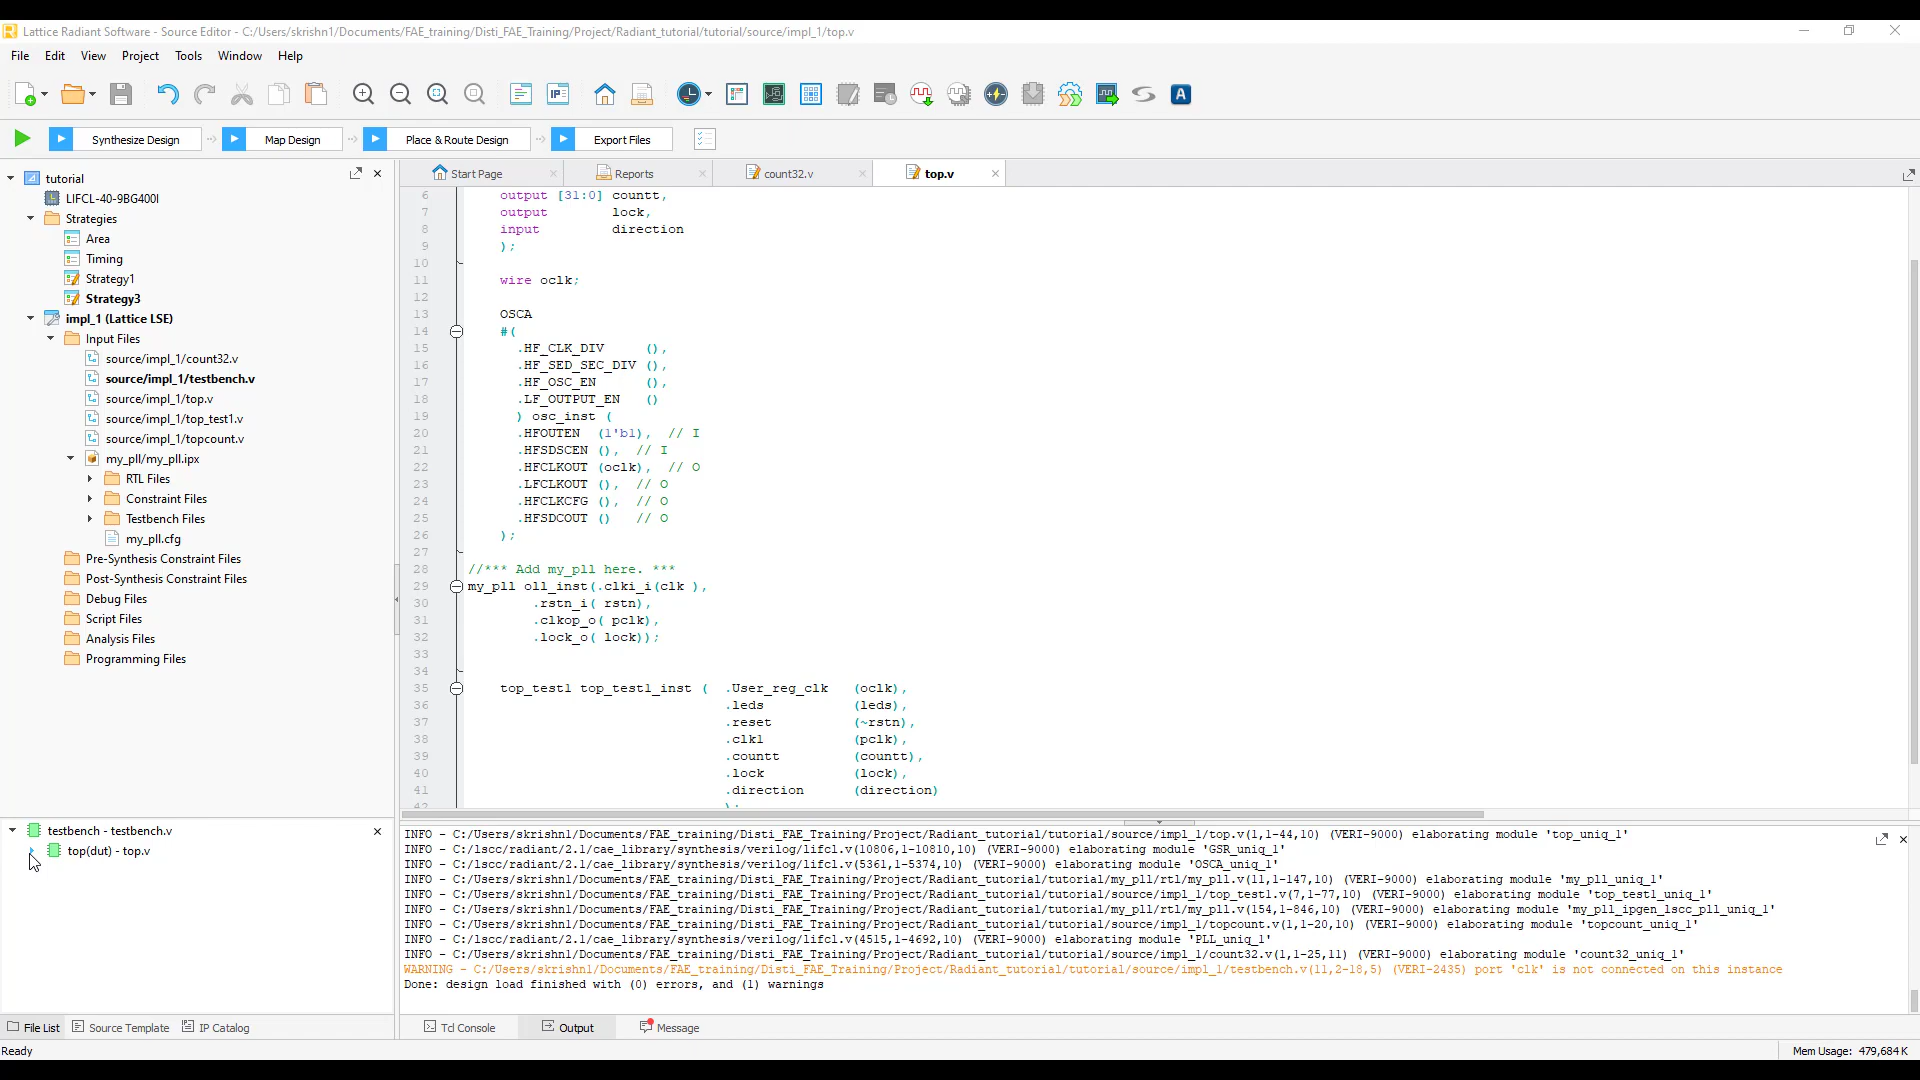 Lattice Radiant Software - Source Editor - C:/Users/skrishn1/Documents/FAE_training/Disti_FAE_Training/Project/Radiant_tutorial/tutorial/source/impl_1/top.v
File Edit View Project Tools Window Help
Synthesize Design Map Design Place & Route Design Export Files
tutorial
LIFCL-40-9BG400I
Strategies
Area
Timing
Strategy1
Strategy3
impl_1 (Lattice LSE)
Input Files
source/impl_1/count32.v
source/impl_1/testbench.v
source/impl_1/top.v
source/impl_1/top_test1.v
source/impl_1/topcount.v
my_pll/my_pll.ipx
RTL Files
Constraint Files
Testbench Files
my_pll.cfg
Pre-Synthesis Constraint Files
Post-Synthesis Constraint Files
Debug Files
Script Files
Analysis Files
Programming Files
testbench - testbench.v
top(dut) - top.v
File List Source Template IP Catalog
Start Page Reports count32.v top.v
6 output [31:0] countt,
7 output lock,
8 input direction
9 );
10
11 wire oclk;
12
13 OSCA
14 #(
15 .HF_CLK_DIV (),
16 .HF_SED_SEC_DIV (),
17 .HF_OSC_EN (),
18 .LF_OUTPUT_EN ()
19 ) osc_inst (
20 .HFOUTEN (1'b1), // I
21 .HFSDSCEN (), // I
22 .HFCLKOUT (oclk), // O
23 .LFCLKOUT (), // O
24 .HFCLKCFG (), // O
25 .HFSDCOUT () // O
26 );
27
28 //*** Add my_pll here. ***
29 my_pll oll_inst(.clki_i(clk ),
30 .rstn_i( rstn),
31 .clkop_o( pclk),
32 .lock_o( lock));
33
34
35 top_test1 top_test1_inst ( .User_reg_clk (oclk),
36 .leds (leds),
37 .reset (~rstn),
38 .clk1 (pclk),
39 .countt (countt),
40 .lock (lock),
41 .direction (direction)
42 );
INFO - C:/Users/skrishn1/Documents/FAE_training/Disti_FAE_Training/Project/Radiant_tutorial/tutorial/source/impl_1/top.v(1,1-44,10) (VERI-9000) elaborating module 'top_uniq_1'
INFO - C:/lscc/radiant/2.1/cae_library/synthesis/verilog/lifcl.v(10806,1-10810,10) (VERI-9000) elaborating module 'GSR_uniq_1'
INFO - C:/lscc/radiant/2.1/cae_library/synthesis/verilog/lifcl.v(5361,1-5374,10) (VERI-9000) elaborating module 'OSCA_uniq_1'
INFO - C:/Users/skrishn1/Documents/FAE_training/Disti_FAE_Training/Project/Radiant_tutorial/tutorial/my_pll/rtl/my_pll.v(11,1-147,10) (VERI-9000) elaborating module 'my_pll_uniq_1'
INFO - C:/Users/skrishn1/Documents/FAE_training/Disti_FAE_Training/Project/Radiant_tutorial/tutorial/source/impl_1/top_test1.v(7,1-77,10) (VERI-9000) elaborating module 'top_test1_uniq_1'
INFO - C:/Users/skrishn1/Documents/FAE_training/Disti_FAE_Training/Project/Radiant_tutorial/tutorial/my_pll/rtl/my_pll.v(154,1-846,10) (VERI-9000) elaborating module 'my_pll_ipgen_lscc_pll_uniq_1'
INFO - C:/Users/skrishn1/Documents/FAE_training/Disti_FAE_Training/Project/Radiant_tutorial/tutorial/source/impl_1/topcount.v(1,1-20,10) (VERI-9000) elaborating module 'topcount_uniq_1'
INFO - C:/lscc/radiant/2.1/cae_library/synthesis/verilog/lifcl.v(4515,1-4692,10) (VERI-9000) elaborating module 'PLL_uniq_1'
INFO - C:/Users/skrishn1/Documents/FAE_training/Disti_FAE_Training/Project/Radiant_tutorial/tutorial/source/impl_1/count32.v(1,1-25,11) (VERI-9000) elaborating module 'count32_uniq_1'
WARNING - C:/Users/skrishn1/Documents/FAE_training/Disti_FAE_Training/Project/Radiant_tutorial/tutorial/source/impl_1/testbench.v(11,2-18,5) (VERI-2435) port 'clk' is not connected on this instance
Done: design load finished with (0) errors, and (1) warnings
Tcl Console Output Message
Ready
Mem Usage: 479,684 K